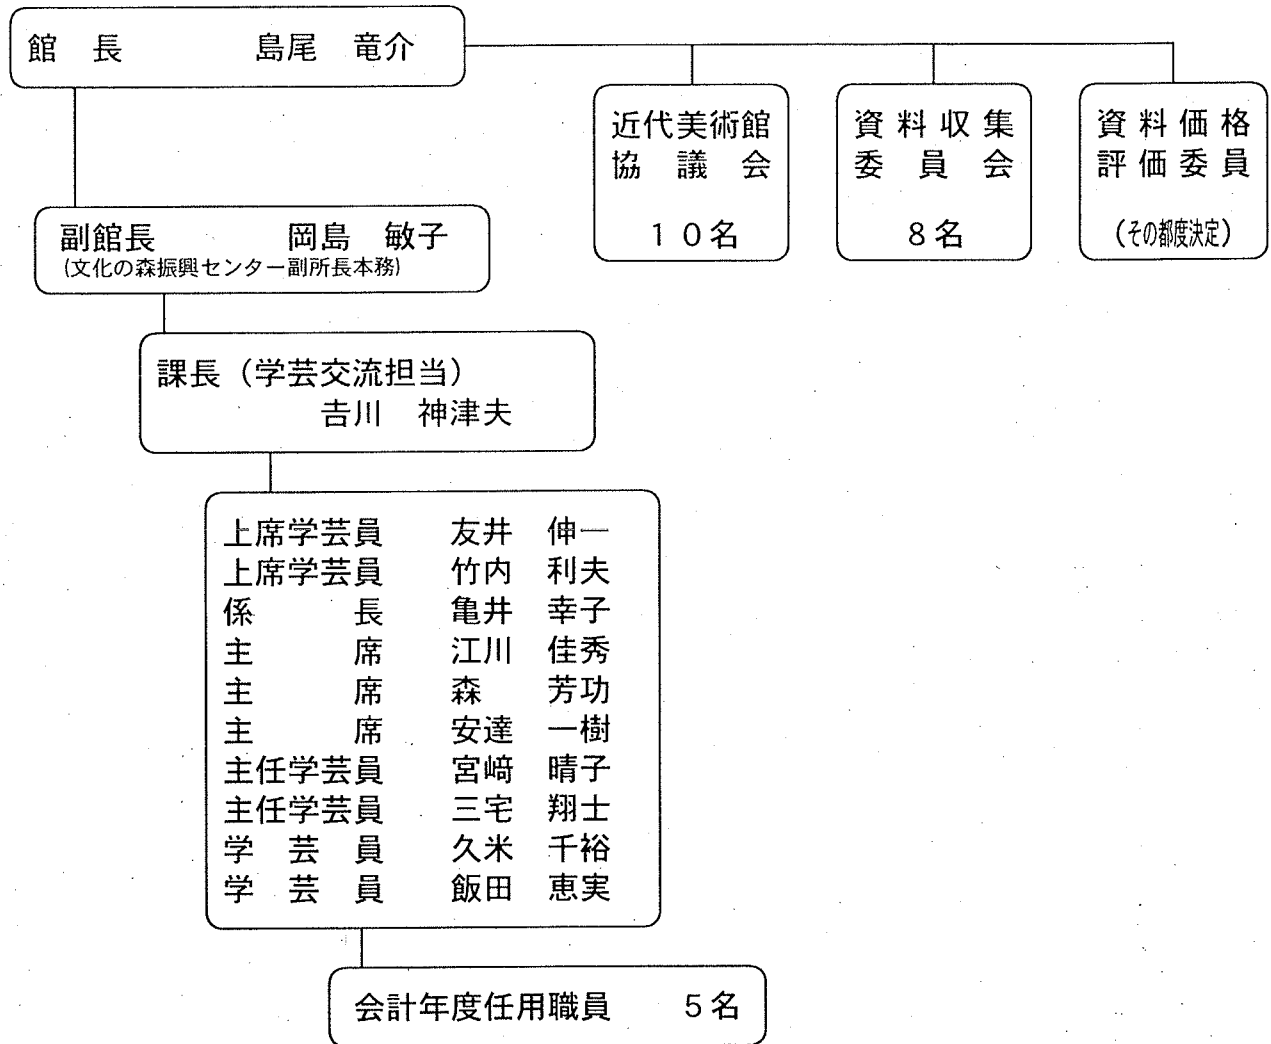 館　長　島尾　竜介
近代美術館
協　議　会
１０名
資料収集
委　員　会
８名
資料価格
評価委員
（その都度決定）
副館長　岡島　敏子
(文化の森振興センター副所長本務)
課長（学芸交流担当）
吉川　神津夫
上席学芸員　友井　伸一
上席学芸員　竹内　利夫
係　長　亀井　幸子
主　席　江川　佳秀
主　席　森　芳功
主　席　安達　一樹
主任学芸員　宮﨑　晴子
主任学芸員　三宅　翔士
学　芸　員　久米　千裕
学　芸　員　飯田　恵実
会計年度任用職員　５名